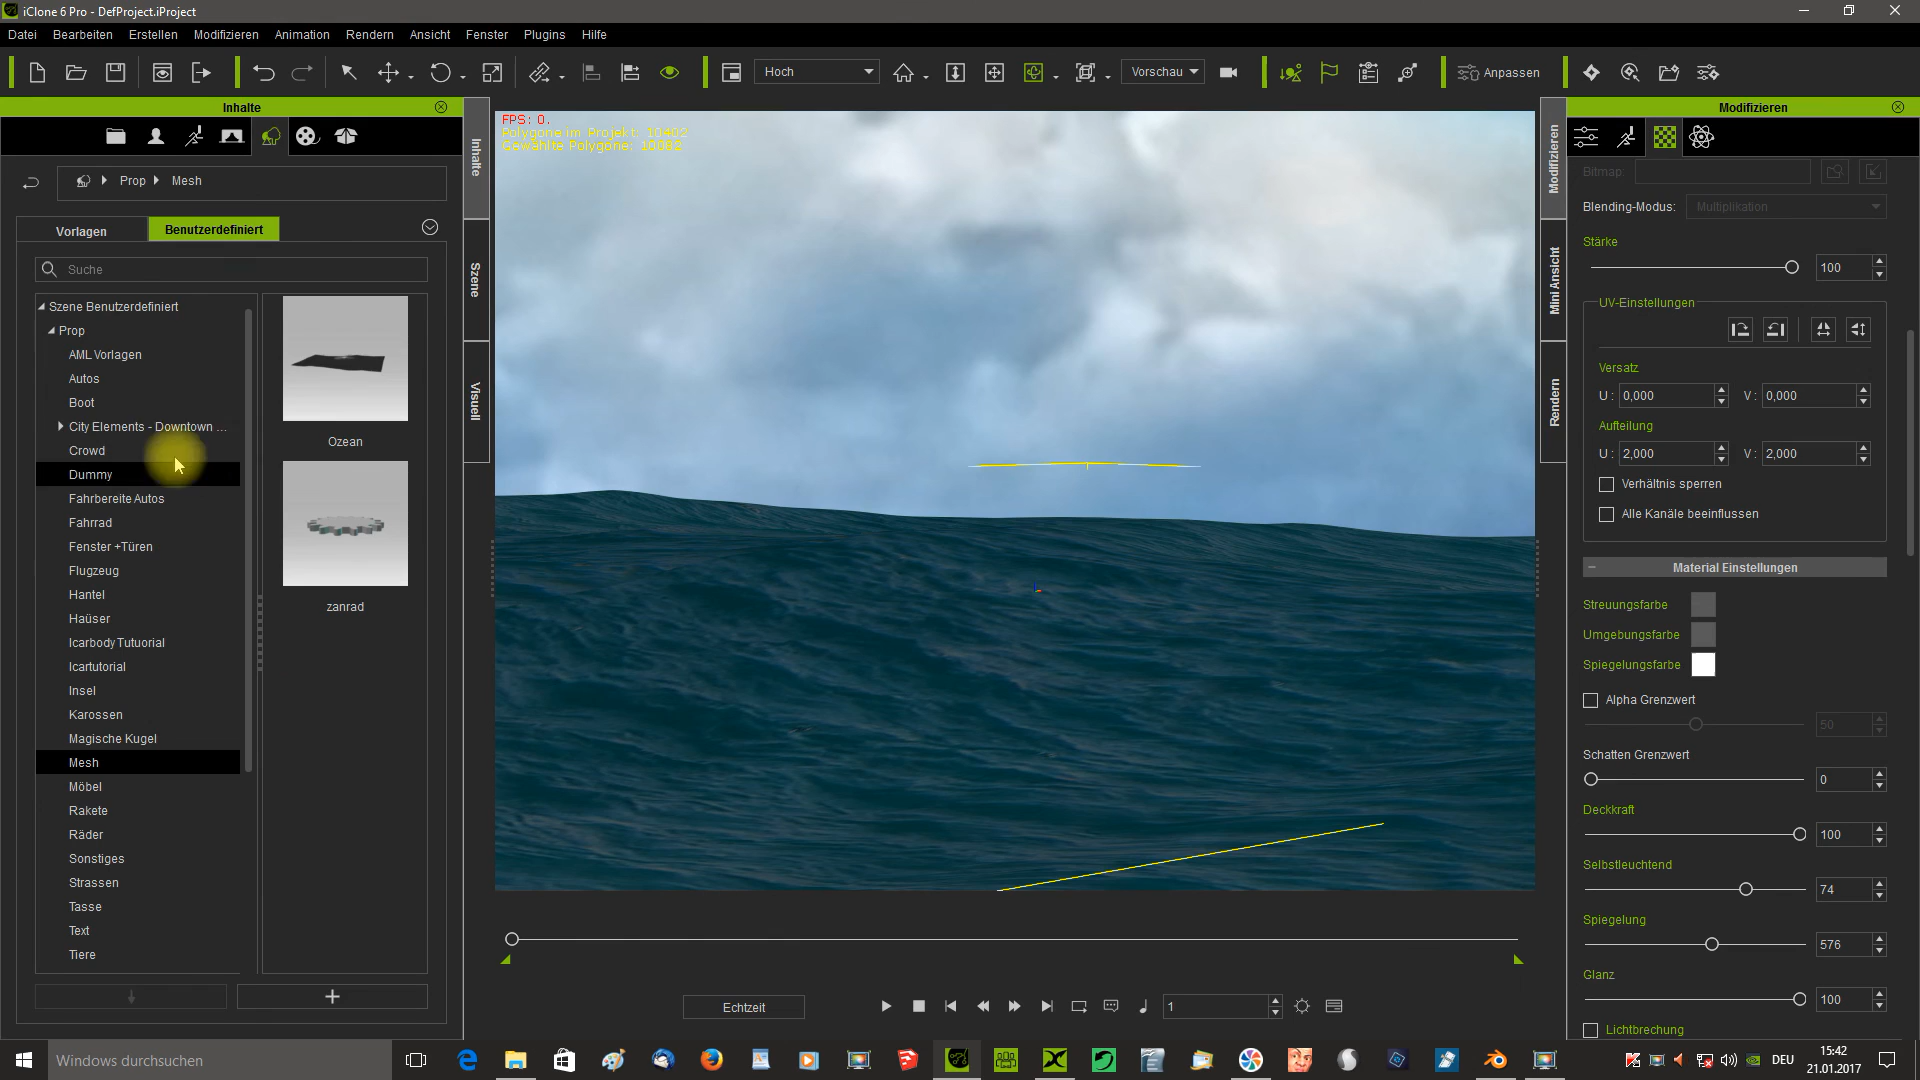 iClone 6 Pro - DefProject.iProject
Datei Bearbeiten Erstellen Modifizieren Animation Rendern Ansicht Fenster Plugins Hilfe
Hoch Vorschau Anpassen
Inhalte
Prop Mesh
Vorlagen Benutzerdefiniert
Suche
Szene Benutzerdefiniert
Prop
AML Vorlagen
Autos
Boot
City Elements - Downtown ...
Crowd
Dummy
Fahrbereite Autos
Fahrrad
Fenster +Türen
Flugzeug
Hantel
Haüser
Icarbody Tutuorial
Icartutorial
Insel
Karossen
Magische Kugel
Mesh
Möbel
Rakete
Räder
Sonstiges
Strassen
Tasse
Text
Tiere
Ozean
zanrad
Inhalte
Szene
Visuell
FPS: 0.
Polygone im Projekt: 10402
Gewählte Polygone: 10082
Echtzeit
1
Modifizieren
Mini Ansicht
Rendern
Modifizieren
Bitmap:
Blending-Modus: Multiplikation
Stärke
100
UV-Einstellungen
Versatz
U : 0,000 V : 0,000
Aufteilung
U : 2,000 V : 2,000
Verhältnis sperren
Alle Kanäle beeinflussen
Material Einstellungen
Streuungsfarbe
Umgebungsfarbe
Spiegelungsfarbe
Alpha Grenzwert
50
Schatten Grenzwert
0
Deckkraft
100
Selbstleuchtend
74
Spiegelung
576
Glanz
100
Lichtbrechung
Windows durchsuchen
DEU
15:42
21.01.2017